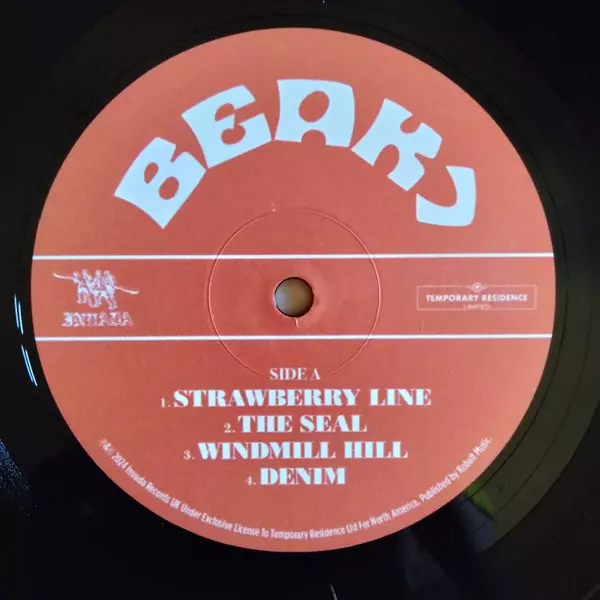 BEAK>
INVADA
TEMPORARY RESIDENCE
LIMITED
SIDE A
1. STRAWBERRY LINE
2. THE SEAL
3. WINDMILL HILL
4. DENIM
℗&© 2024 Invada Records UK Under Exclusive License To Temporary Residence Ltd For North America. Published by Kobalt Music.